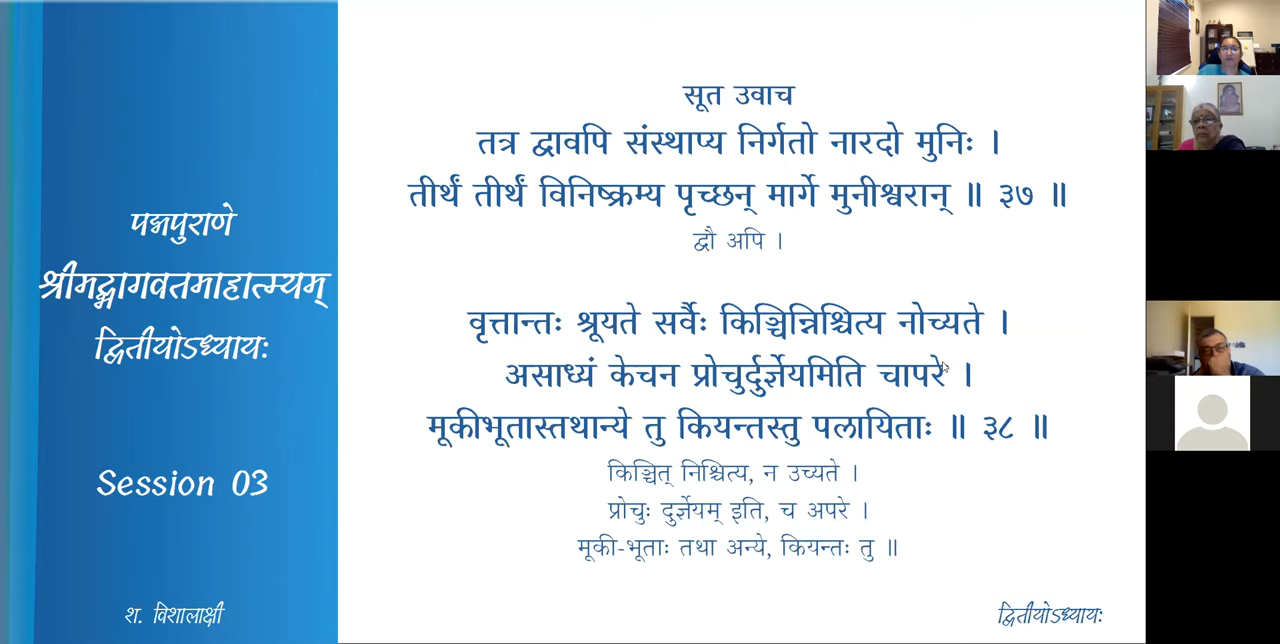 पद्मपुराणे
श्रीमद्भागवतमाहात्म्यम्
द्वितीयोऽध्यायः
Session 03
श. विशालाक्षी
सूत उवाच
तत्र द्वावपि संस्थाप्य निर्गतो नारदो मुनिः ।
तीर्थं तीर्थं विनिष्क्रम्य पृच्छन् मार्गे मुनीश्वरान् ॥ ३७ ॥
द्वौ अपि ।
वृत्तान्तः श्रूयते सर्वैः किञ्चिन्निश्चित्य नोच्यते ।
असाध्यं केचन प्रोचुर्दुर्ज्ञेयमिति चापरे ।
मूकीभूतास्तथान्ये तु कियन्तस्तु पलायिताः ॥ ३८ ॥
किञ्चित् निश्चित्य, न उच्यते ।
प्रोचुः दुर्ज्ञेयम् इति, च अपरे ।
मूकी-भूताः तथा अन्ये, कियन्तः तु ॥
द्वितीयोऽध्यायः